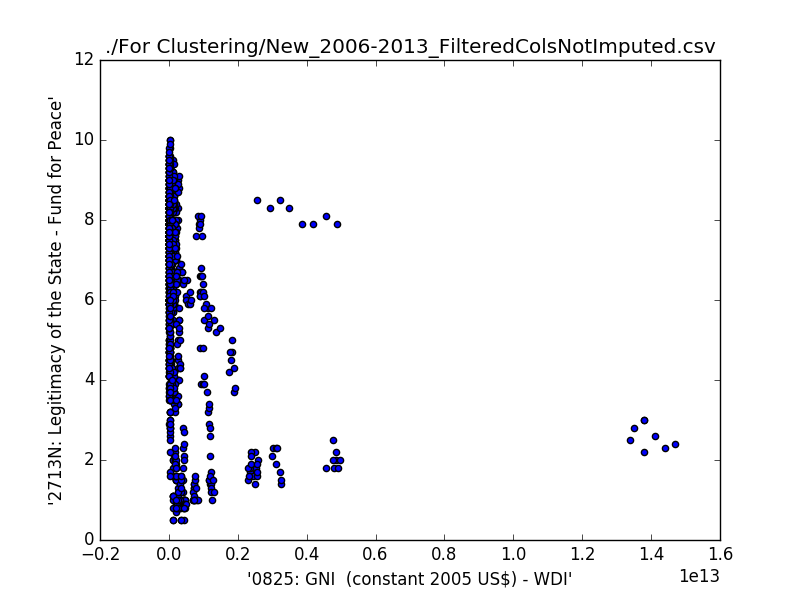 ./For Clustering/New_2006-2013_FilteredColsNotImputed.csv
12
10
8
6
4
2
0
−0.2 0.0 0.2 0.4 0.6 0.8 1.0 1.2 1.4 1.6
1e13
'0825: GNI  (constant 2005 US$) - WDI'
'2713N: Legitimacy of the State - Fund for Peace'